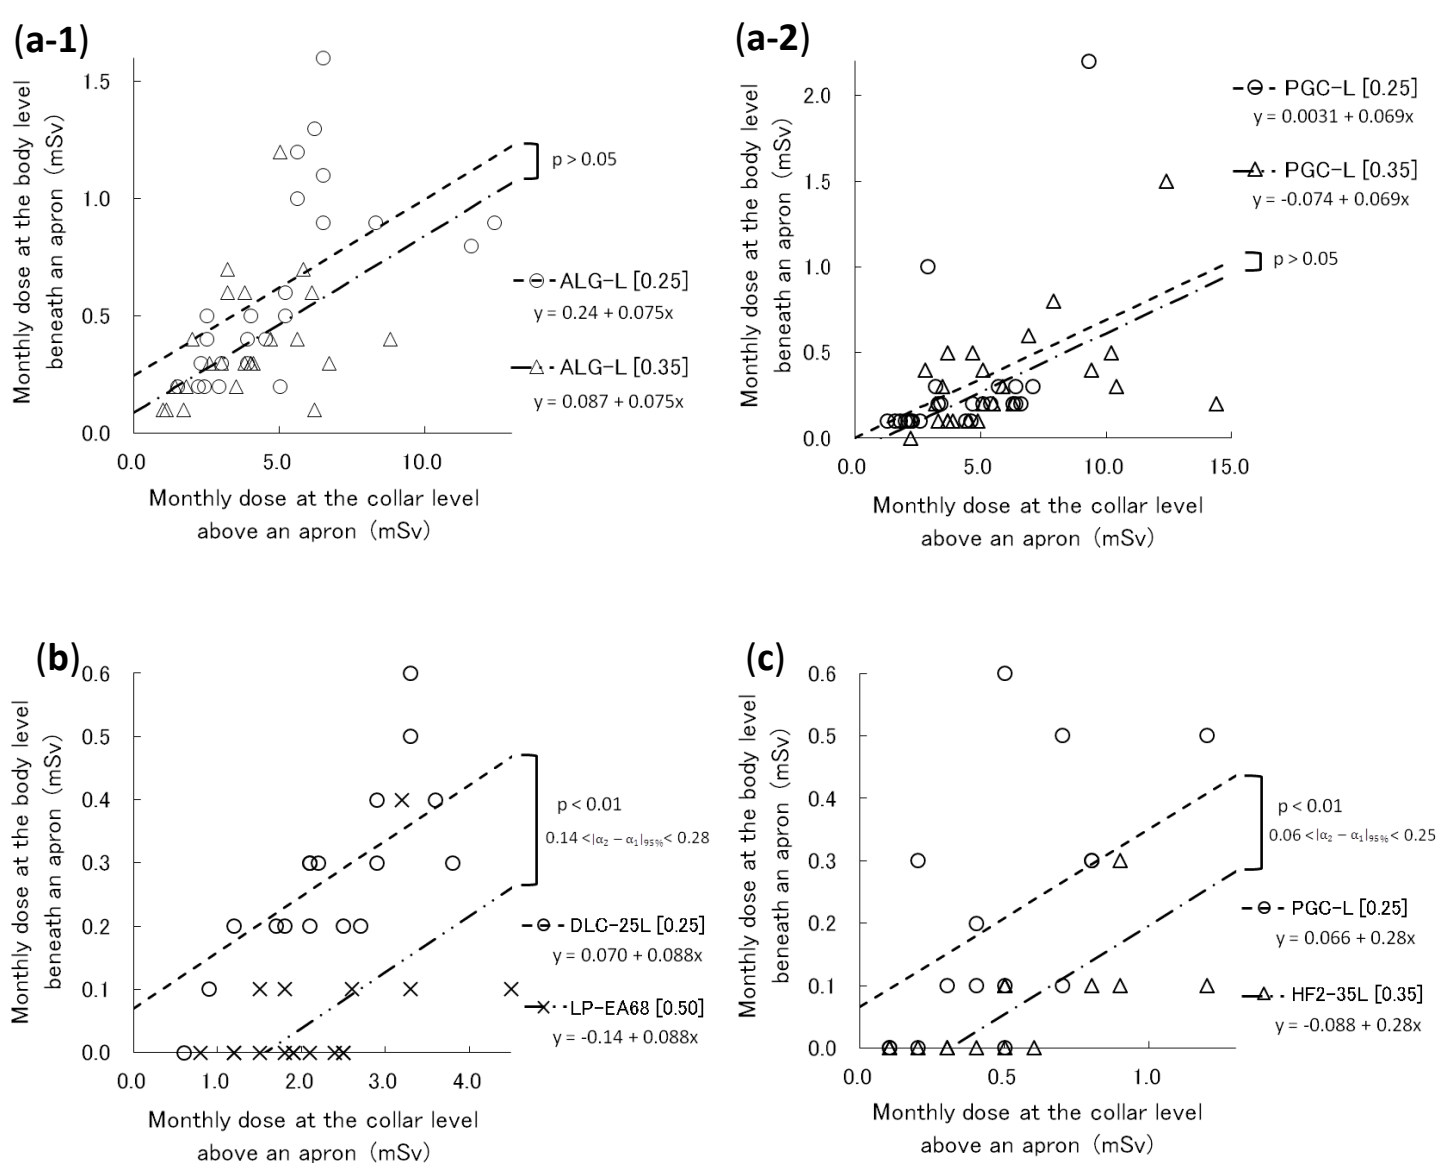 (a-1)
Monthly dose at the body level
beneath an apron (mSv)
1.5
1.0
0.5
0.0
0.0 5.0 10.0
Monthly dose at the collar level
above an apron (mSv)
p > 0.05
ALG-L [0.25]
y = 0.24 + 0.075x
ALG-L [0.35]
y = 0.087 + 0.075x
(a-2)
Monthly dose at the body level
beneath an apron (mSv)
2.0
1.5
1.0
0.5
0.0
0.0 5.0 10.0 15.0
Monthly dose at the collar level
above an apron (mSv)
PGC-L [0.25]
y = 0.0031 + 0.069x
PGC-L [0.35]
y = -0.074 + 0.069x
p > 0.05
(b)
Monthly dose at the body level
beneath an apron (mSv)
0.6
0.5
0.4
0.3
0.2
0.1
0.0
0.0 1.0 2.0 3.0 4.0
Monthly dose at the collar level
above an apron (mSv)
p < 0.01
0.14 <|α₂ − α₁|₉₅%< 0.28
DLC-25L [0.25]
y = 0.070 + 0.088x
LP-EA68 [0.50]
y = -0.14 + 0.088x
(c)
Monthly dose at the body level
beneath an apron (mSv)
0.6
0.5
0.4
0.3
0.2
0.1
0.0
0.0 0.5 1.0
Monthly dose at the collar level
above an apron (mSv)
p < 0.01
0.06 <|α₂ − α₁|₉₅%< 0.25
PGC-L [0.25]
y = 0.066 + 0.28x
HF2-35L [0.35]
y = -0.088 + 0.28x